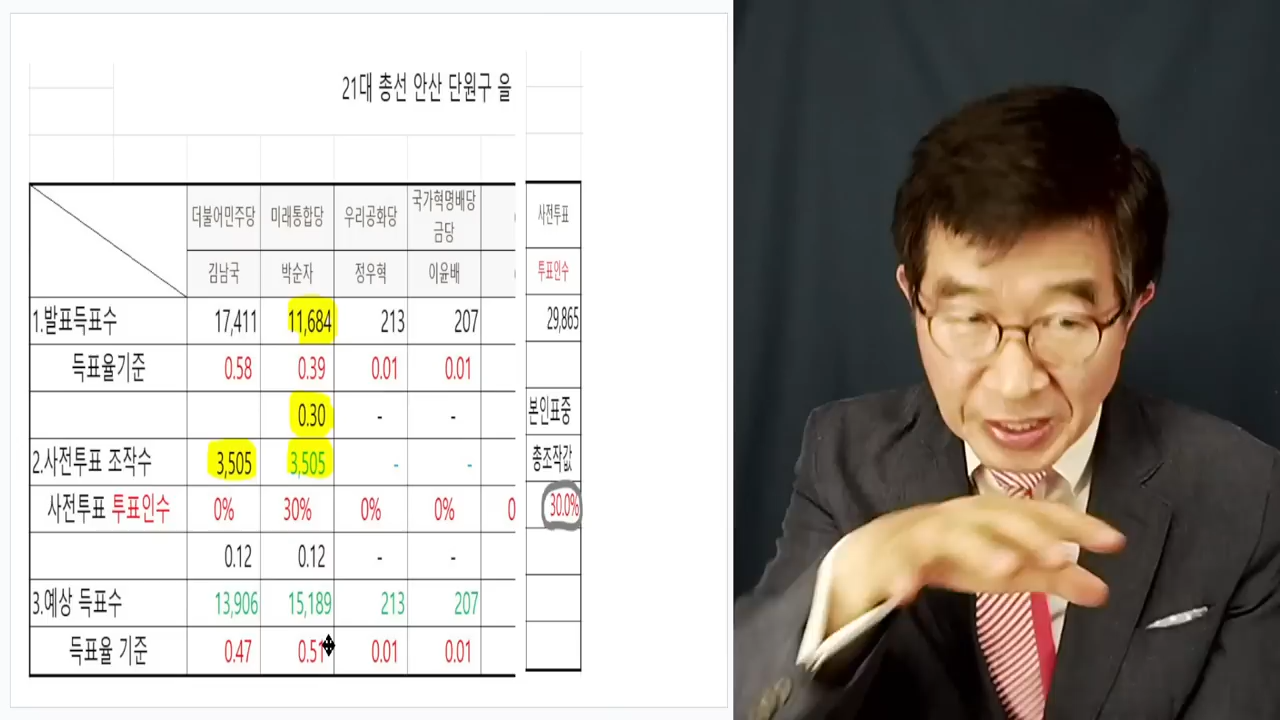 21대 총선 안산 단원구 을
더불어민주당 미래통합당 우리공화당 국가혁명배당금당 사전투표
김남국 박순자 정우혁 이윤배 투표인수
1.발표득표수 17,411 11,684 213 207 29,865
득표율기준 0.58 0.39 0.01 0.01
0.30 - - 본인표중
2.사전투표 조작수 3,505 3,505 - - 총조작값
사전투표 투표인수 0% 30% 0% 0% 0 30.0%
0.12 0.12 - -
3.예상 득표수 13,906 15,189 213 207
득표율 기준 0.47 0.51 0.01 0.01